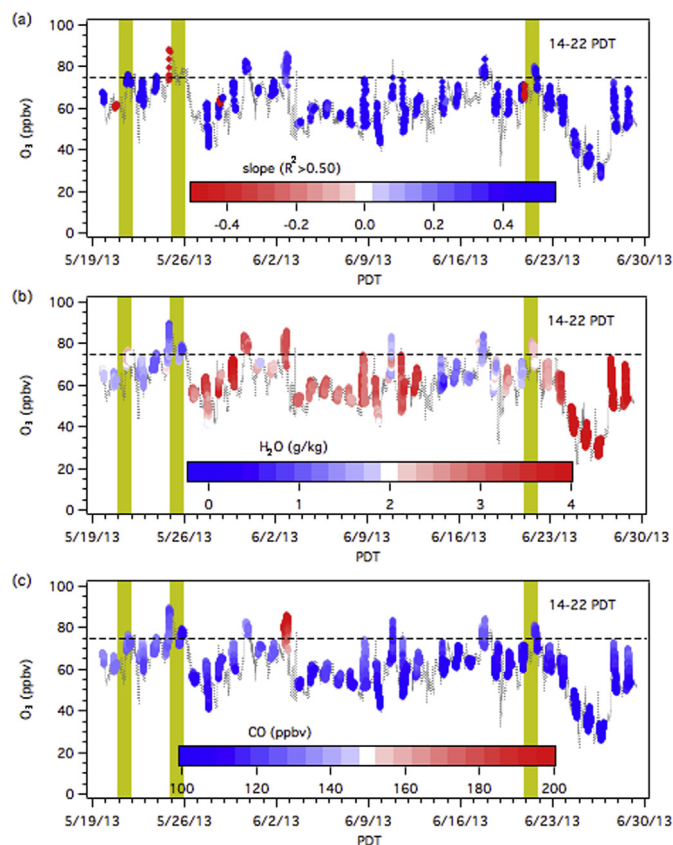 (a)
100
80
60
40
20
0
O₃ (ppbv)
14-22 PDT
slope (R²>0.50)
-0.4 -0.2 0.0 0.2 0.4
5/19/13 5/26/13 6/2/13 6/9/13 6/16/13 6/23/13 6/30/13
PDT
(b)
100
80
60
40
20
0
O₃ (ppbv)
14-22 PDT
H₂O (g/kg)
0 1 2 3 4
5/19/13 5/26/13 6/2/13 6/9/13 6/16/13 6/23/13 6/30/13
PDT
(c)
100
80
60
40
20
0
O₃ (ppbv)
14-22 PDT
CO (ppbv)
100 120 140 160 180 200
5/19/13 5/26/13 6/2/13 6/9/13 6/16/13 6/23/13 6/30/13
PDT